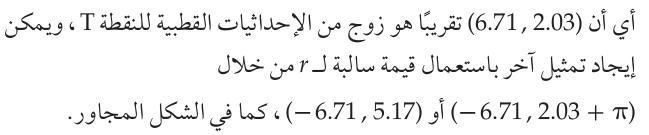 أي أن (6.71 , 2.03) تقريبًا هو زوج من الإحداثيات القطبية للنقطة T ، ويمكن
إيجاد تمثيل آخر باستعمال قيمة سالبة لـ r من خلال
(−6.71 , 2.03 + π) أو (−6.71 , 5.17) ، كما في الشكل المجاور.